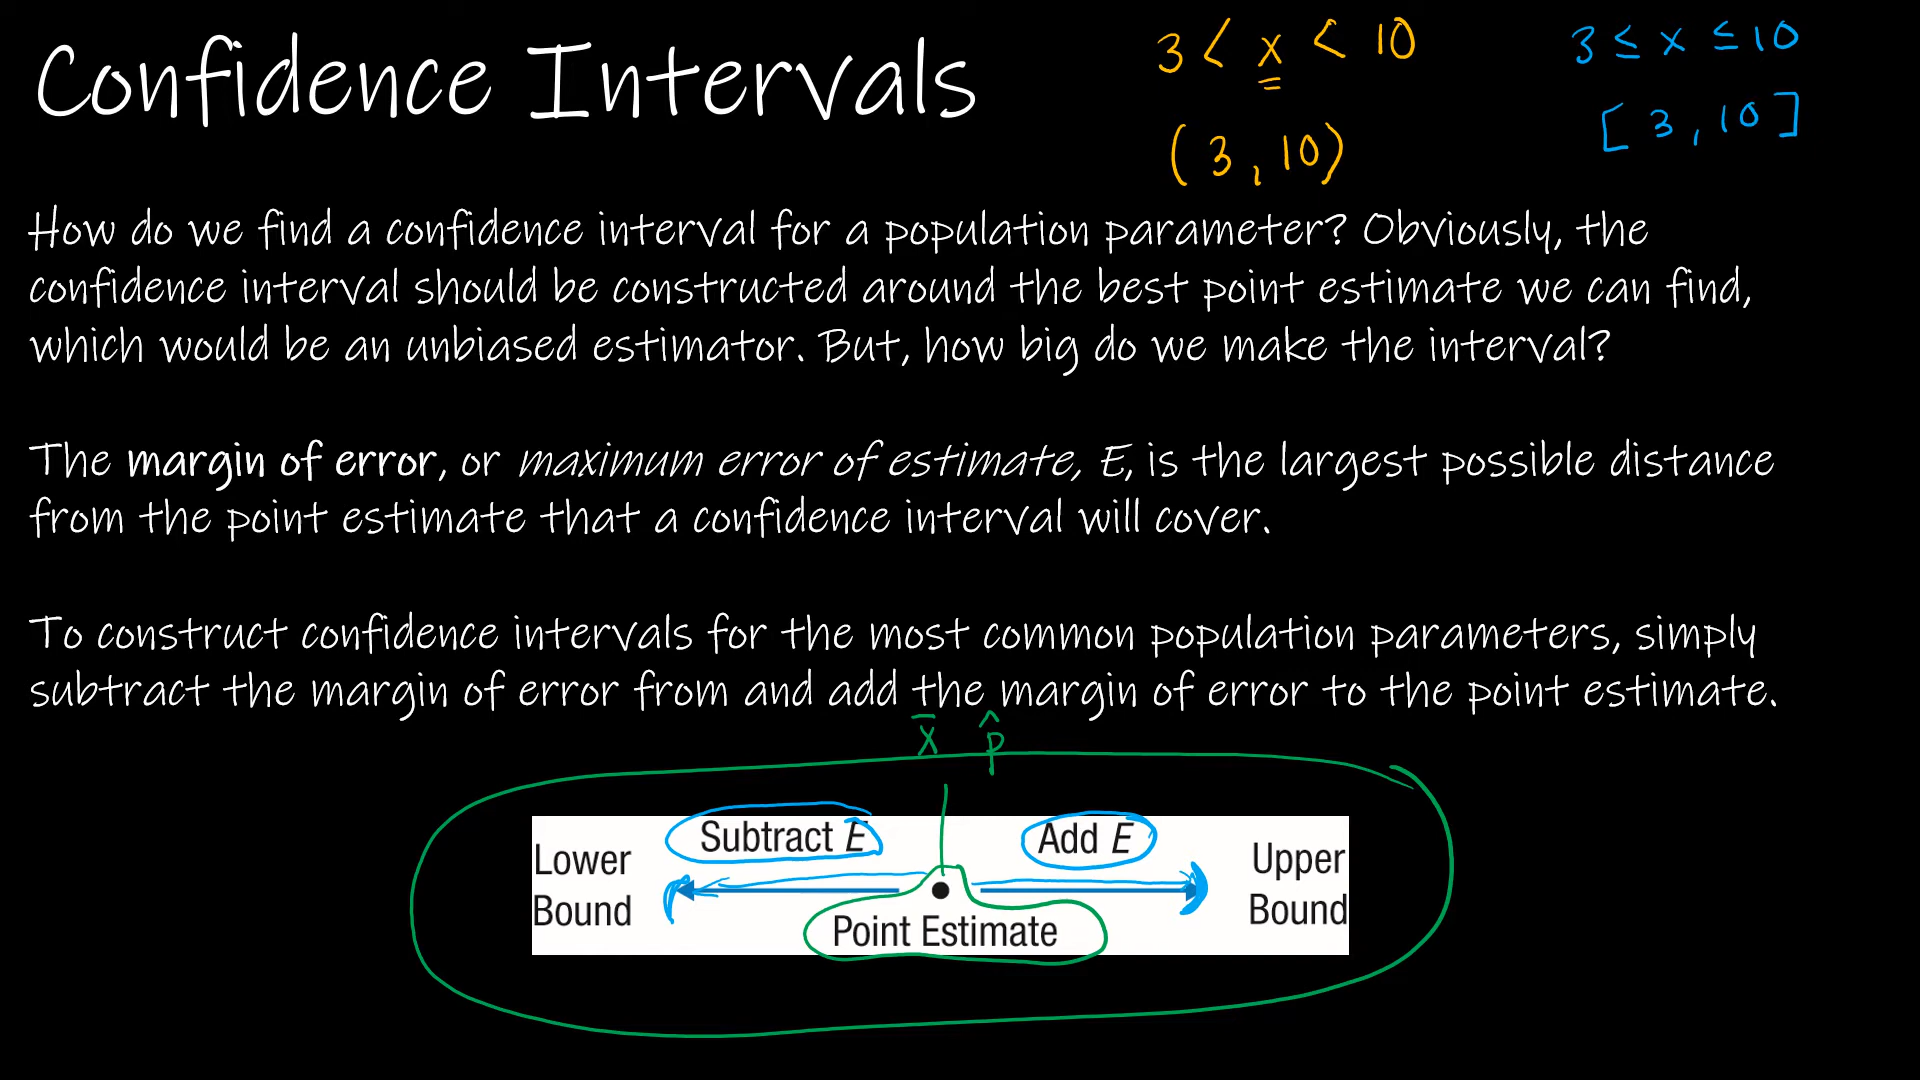 Confidence Intervals
3 < x < 10
3 ≤ x ≤ 10
(3, 10)
[3, 10]
How do we find a confidence interval for a population parameter? Obviously, the
confidence interval should be constructed around the best point estimate we can find,
which would be an unbiased estimator. But, how big do we make the interval?
The margin of error, or maximum error of estimate, E, is the largest possible distance
from the point estimate that a confidence interval will cover.
To construct confidence intervals for the most common population parameters, simply
subtract the margin of error from and add the margin of error to the point estimate.
x̄ p̂
Subtract E
Add E
Lower
Bound
Upper
Bound
Point Estimate